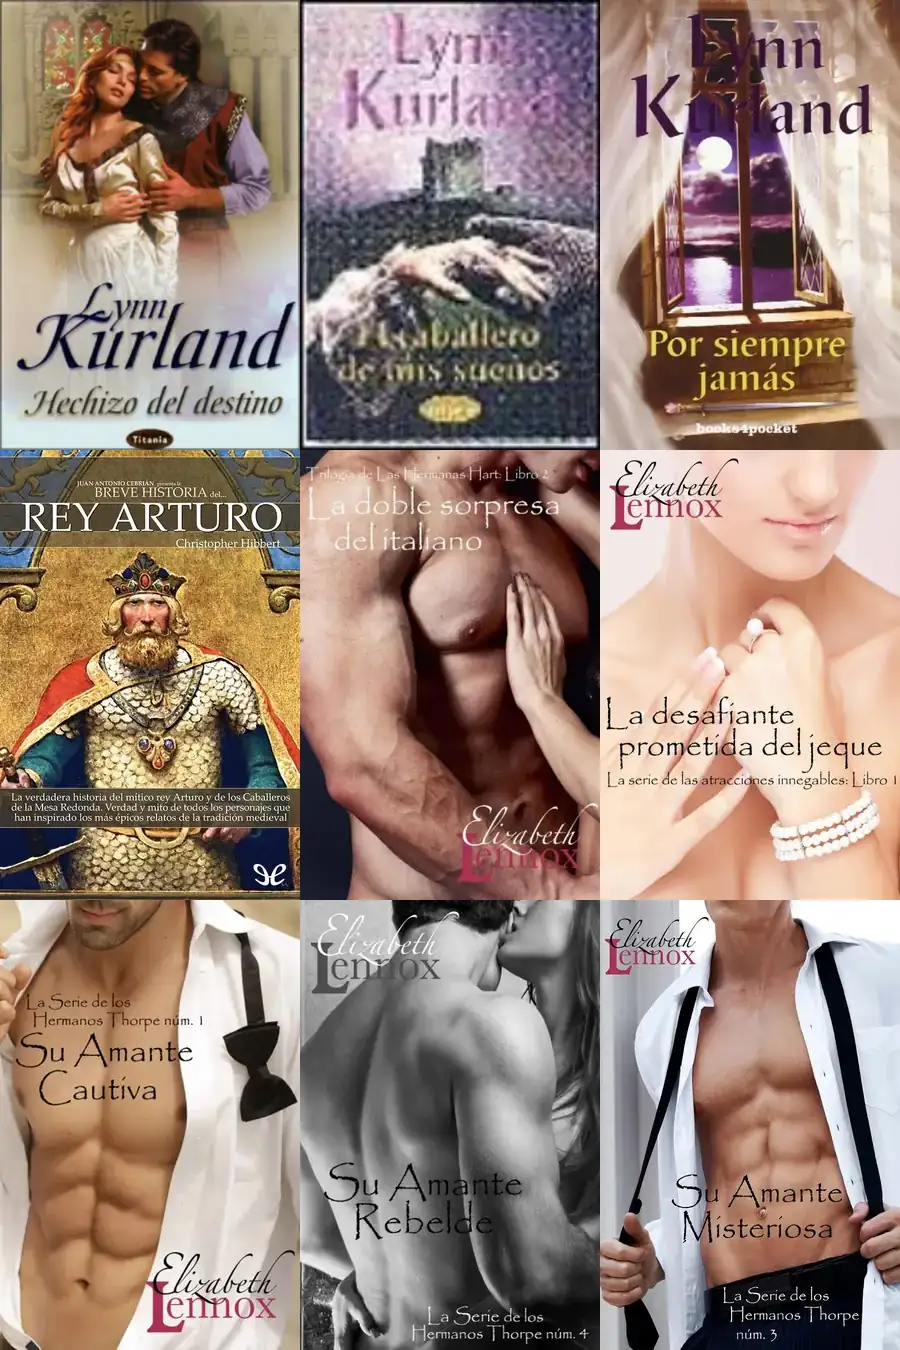 Lynn
Kurland
Hechizo del destino
Titania
Lynn
Kurland
El caballero
de mis sueños
Lynn
Kurland
Por siempre
jamás
books4pocket
JUAN ANTONIO CEBRIÁN presenta la
BREVE HISTORIA del...
REY ARTURO
Christopher Hibbert
La verdadera historia del mítico rey Arturo y de los Caballeros
de la Mesa Redonda. Verdad y mito de todos los personajes que
han inspirado los más épicos relatos de la tradición medieval
Trilogía de Las Hermanas Hart: Libro 2
La doble sorpresa
del italiano
Elizabeth
Lennox
Elizabeth
Lennox
La desafiante
prometida del jeque
La serie de las atracciones innegables: Libro 1
La Serie de los
Hermanos Thorpe núm. 1
Su Amante
Cautiva
Elizabeth
Lennox
Elizabeth
Lennox
Su Amante
Rebelde
La Serie de los
Hermanos Thorpe núm. 4
Elizabeth
Lennox
Su Amante
Misteriosa
La Serie de los
Hermanos Thorpe
núm. 3